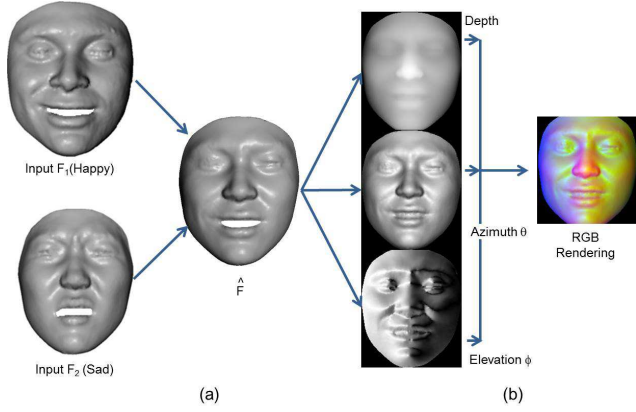 Depth
Input F₁(Happy)
Azimuth θ
RGB
Rendering
^
F
Input F₂ (Sad)
Elevation ϕ
(a)
(b)